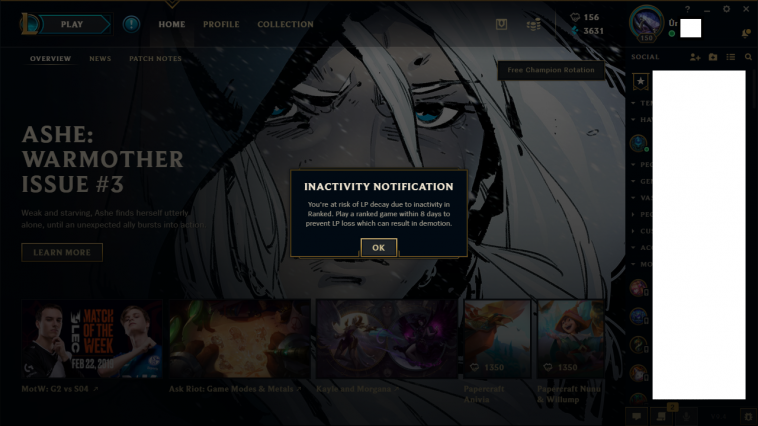 PLAY
HOME
PROFILE
COLLECTION
156
3631
?
150
OVERVIEW
NEWS
PATCH NOTES
SOCIAL
Free Champion Rotation
ASHE:
WARMOTHER
ISSUE #3
Weak and starving, Ashe finds herself utterly
alone, until an unexpected ally bursts into action
LEARN MORE
INACTIVITY NOTIFICATION
You're at risk of LP decay due to inactivity in
Ranked. Play a ranked game within 8 days to
prevent LP loss which can result in demotion.
OK
LEC
MATCH
OF THE
WEEK
FEB 23, 2019
1350
1350
MotW: G2 vs S04
Ask Riot: Game Modes & Metals
Kayle and Morgana
Papercraft
Anivia
Papercraft Nunu
& Willump